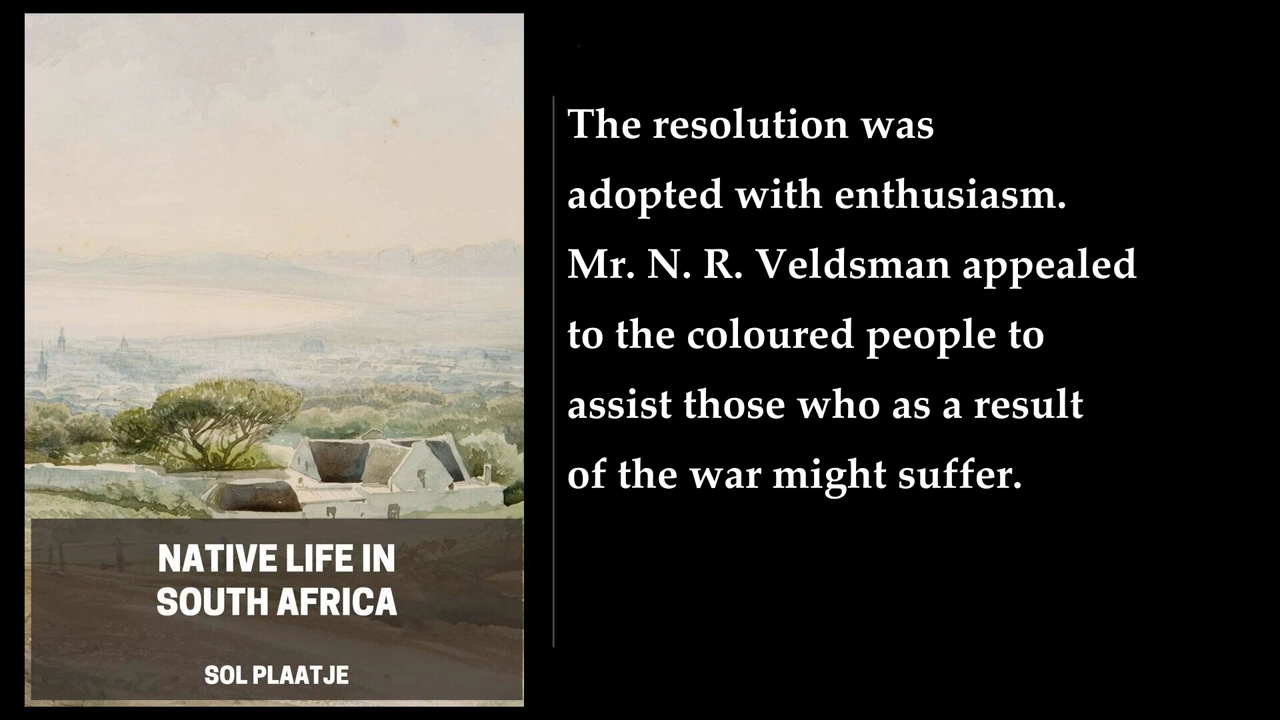 The resolution was
adopted with enthusiasm.
Mr. N. R. Veldsman appealed
to the coloured people to
assist those who as a result
of the war might suffer.
NATIVE LIFE IN
SOUTH AFRICA
SOL PLAATJE